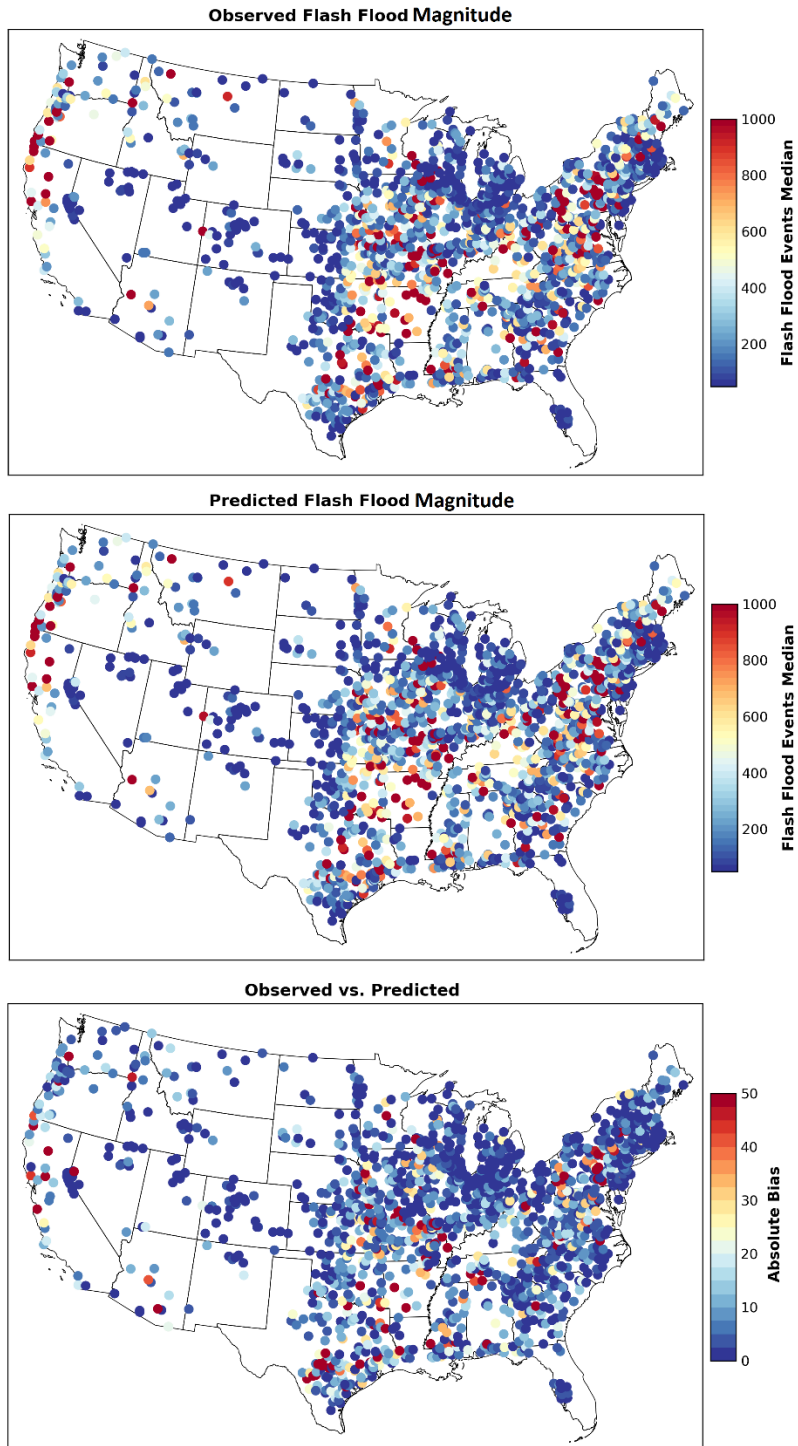 Observed Flash Flood Magnitude
1000
800
600
400
200
Flash Flood Events Median
Predicted Flash Flood Magnitude
1000
800
600
400
200
Flash Flood Events Median
Observed vs. Predicted
50
40
30
20
10
0
Absolute Bias